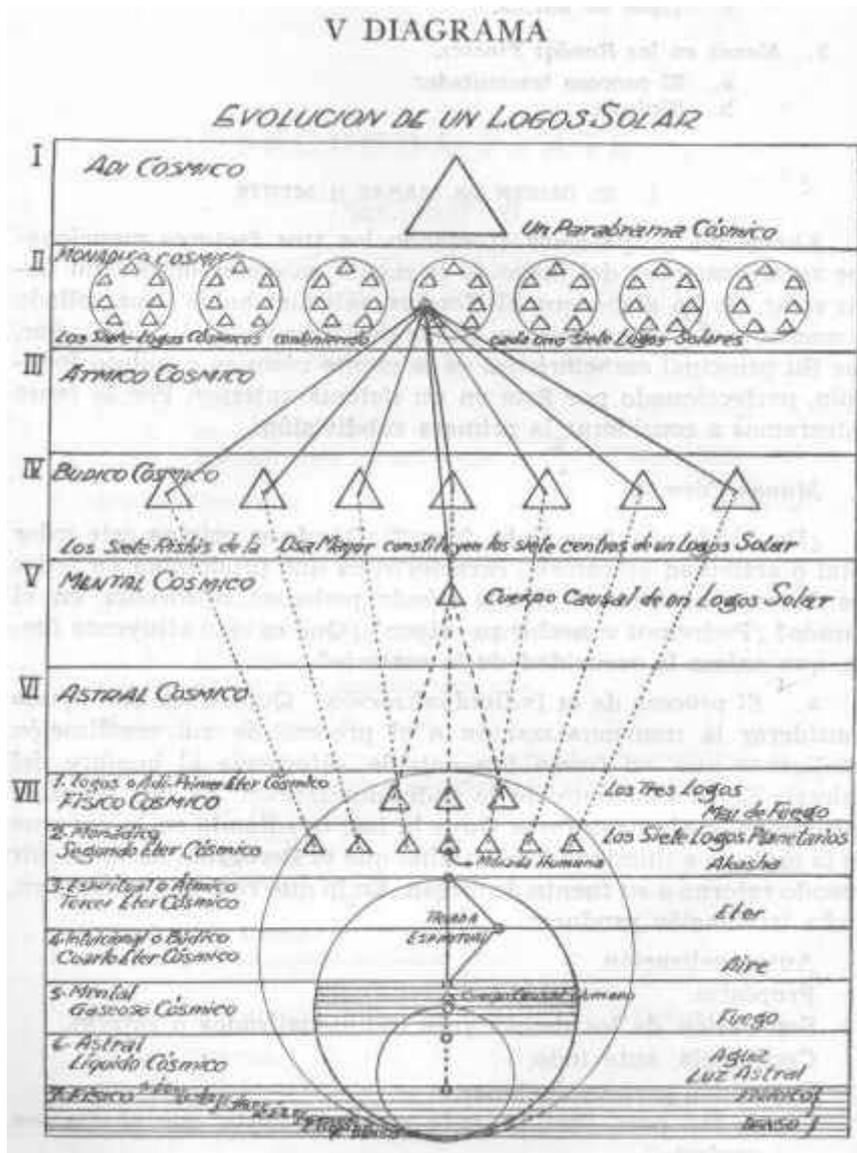 V DIAGRAMA
EVOLUCION DE UN LOGOS SOLAR
I
ADI COSMICO
Un Parabrama Cósmico
II
MONADICO COSMICO
Los Siete Logos Cósmicos conteniendo cada uno siete Logos Solares
III
ATMICO COSMICO
IV
BUDICO COSMICO
Los Siete Rishis de la Osa Mayor constituyen los siete centros de un Logos Solar
V
MENTAL COSMICO
Cuerpo Causal de un Logos Solar
VI
ASTRAL COSMICO
VII
1. Logos o Adi. Primer Eter Cósmico
FISICO COSMICO
Los Tres Logos
Mar de Fuego
2. Monádico
Segundo Eter Cósmico
Los Siete Logos Planetarios
Mónada Humana
Akasha
3. Espiritual o Atmico
Tercer Eter Cósmico
Eter
TRIADA
ESPIRITUAL
4. Intuicional o Búdico
Cuarto Eter Cósmico
Aire
5. Mental
Gaseoso Cósmico
Cuerpo Causal Humano
Fuego
6. Astral
Líquido Cósmico
Agua
Luz Astral
7. Físico
ETERICO
DENSO